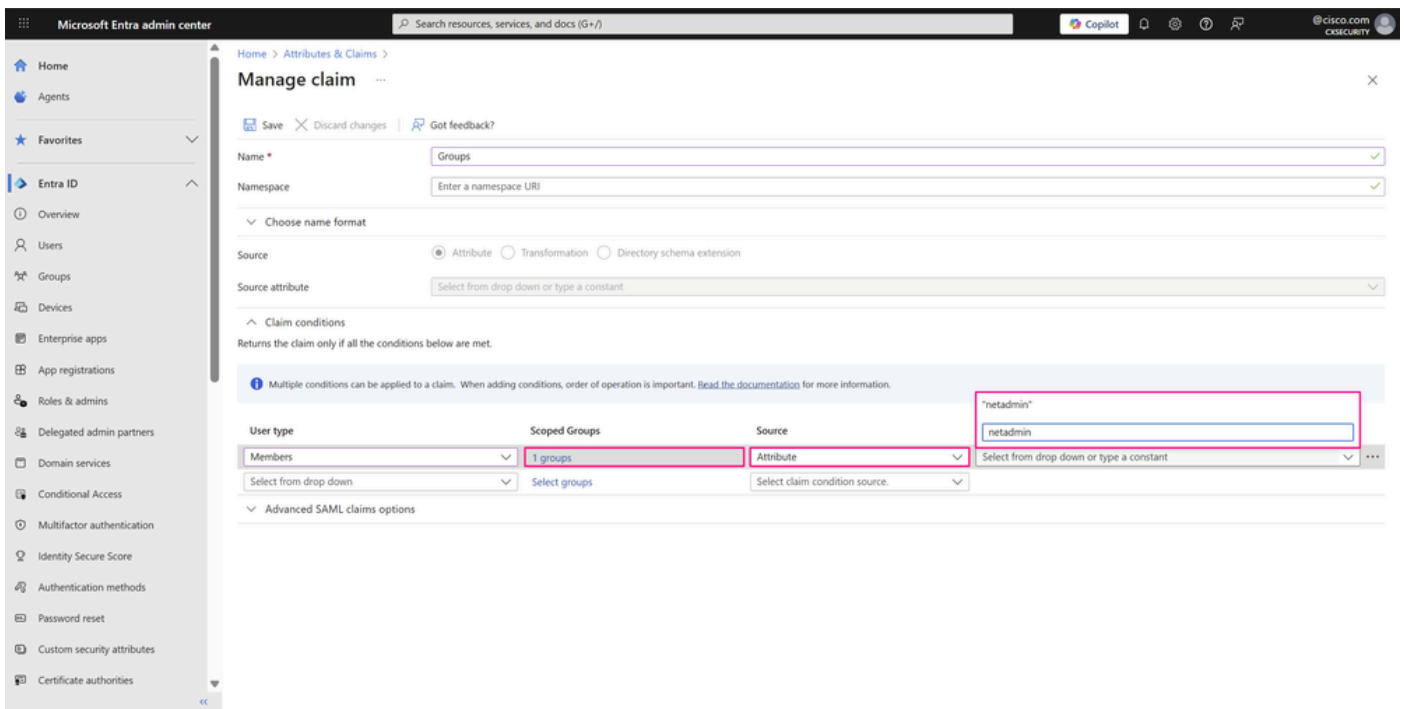 Microsoft Entra admin center
Search resources, services, and docs (G+/)
Copilot
@cisco.com
CXSECURITY
Home
Agents
Favorites
Entra ID
Overview
Users
Groups
Devices
Enterprise apps
App registrations
Roles & admins
Delegated admin partners
Domain services
Conditional Access
Multifactor authentication
Identity Secure Score
Authentication methods
Password reset
Custom security attributes
Certificate authorities
Home > Attributes & Claims >
Manage claim ...
Save Discard changes Got feedback?
Name * Groups
Namespace Enter a namespace URI
Choose name format
Source Attribute Transformation Directory schema extension
Source attribute Select from drop down or type a constant
Claim conditions
Returns the claim only if all the conditions below are met.
Multiple conditions can be applied to a claim. When adding conditions, order of operation is important. Read the documentation for more information.
"netadmin"
User type Scoped Groups Source netadmin
Members 1 groups Attribute Select from drop down or type a constant ...
Select from drop down Select groups Select claim condition source.
Advanced SAML claims options